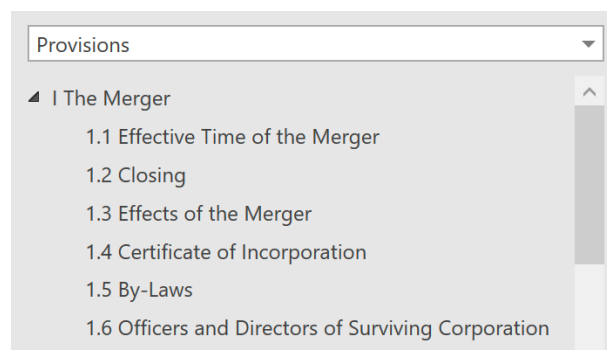 Provisions
I The Merger
1.1 Effective Time of the Merger
1.2 Closing
1.3 Effects of the Merger
1.4 Certificate of Incorporation
1.5 By-Laws
1.6 Officers and Directors of Surviving Corporation